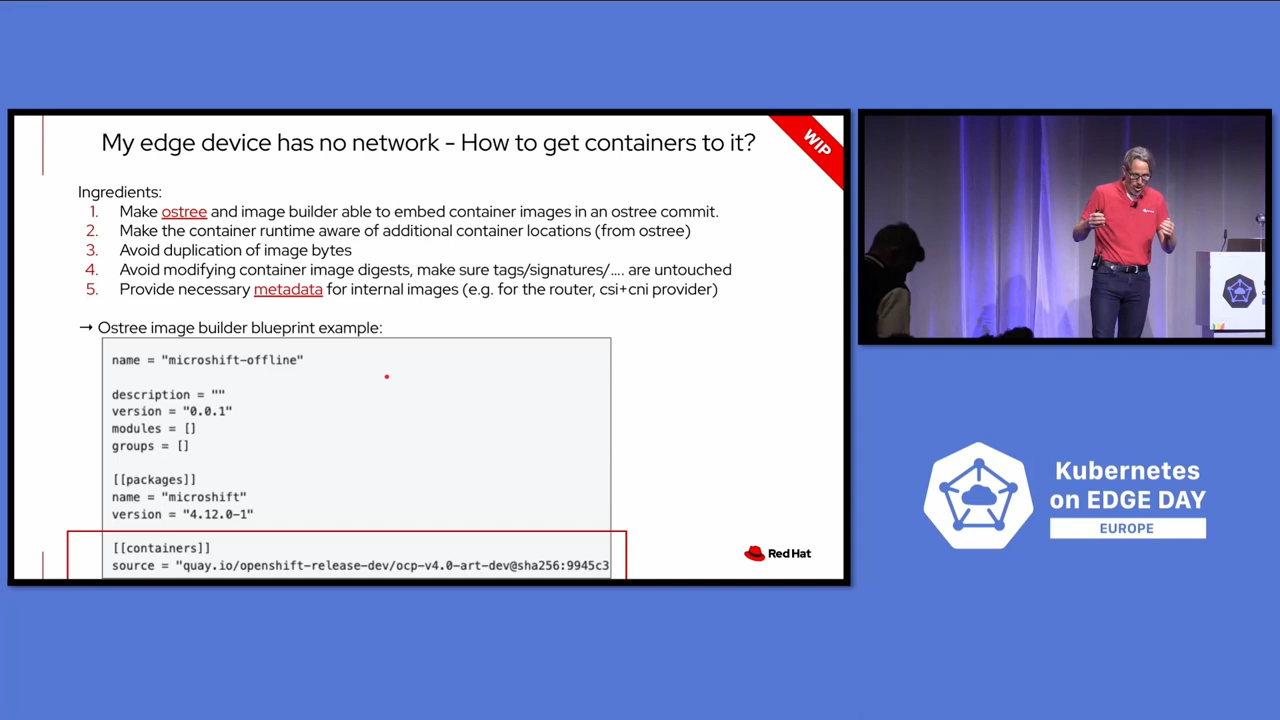 My edge device has no network - How to get containers to it?
WIP
Ingredients:
1. Make ostree and image builder able to embed container images in an ostree commit.
2. Make the container runtime aware of additional container locations (from ostree)
3. Avoid duplication of image bytes
4. Avoid modifying container image digests, make sure tags/signatures/.... are untouched
5. Provide necessary metadata for internal images (e.g. for the router, csi+cni provider)
→ Ostree image builder blueprint example:
name = "microshift-offline"
description = ""
version = "0.0.1"
modules = []
groups = []
[[packages]]
name = "microshift"
version = "4.12.0-1"
[[containers]]
source = "quay.io/openshift-release-dev/ocp-v4.0-art-dev@sha256:9945c3
Red Hat
Kubernetes
on EDGE DAY
EUROPE